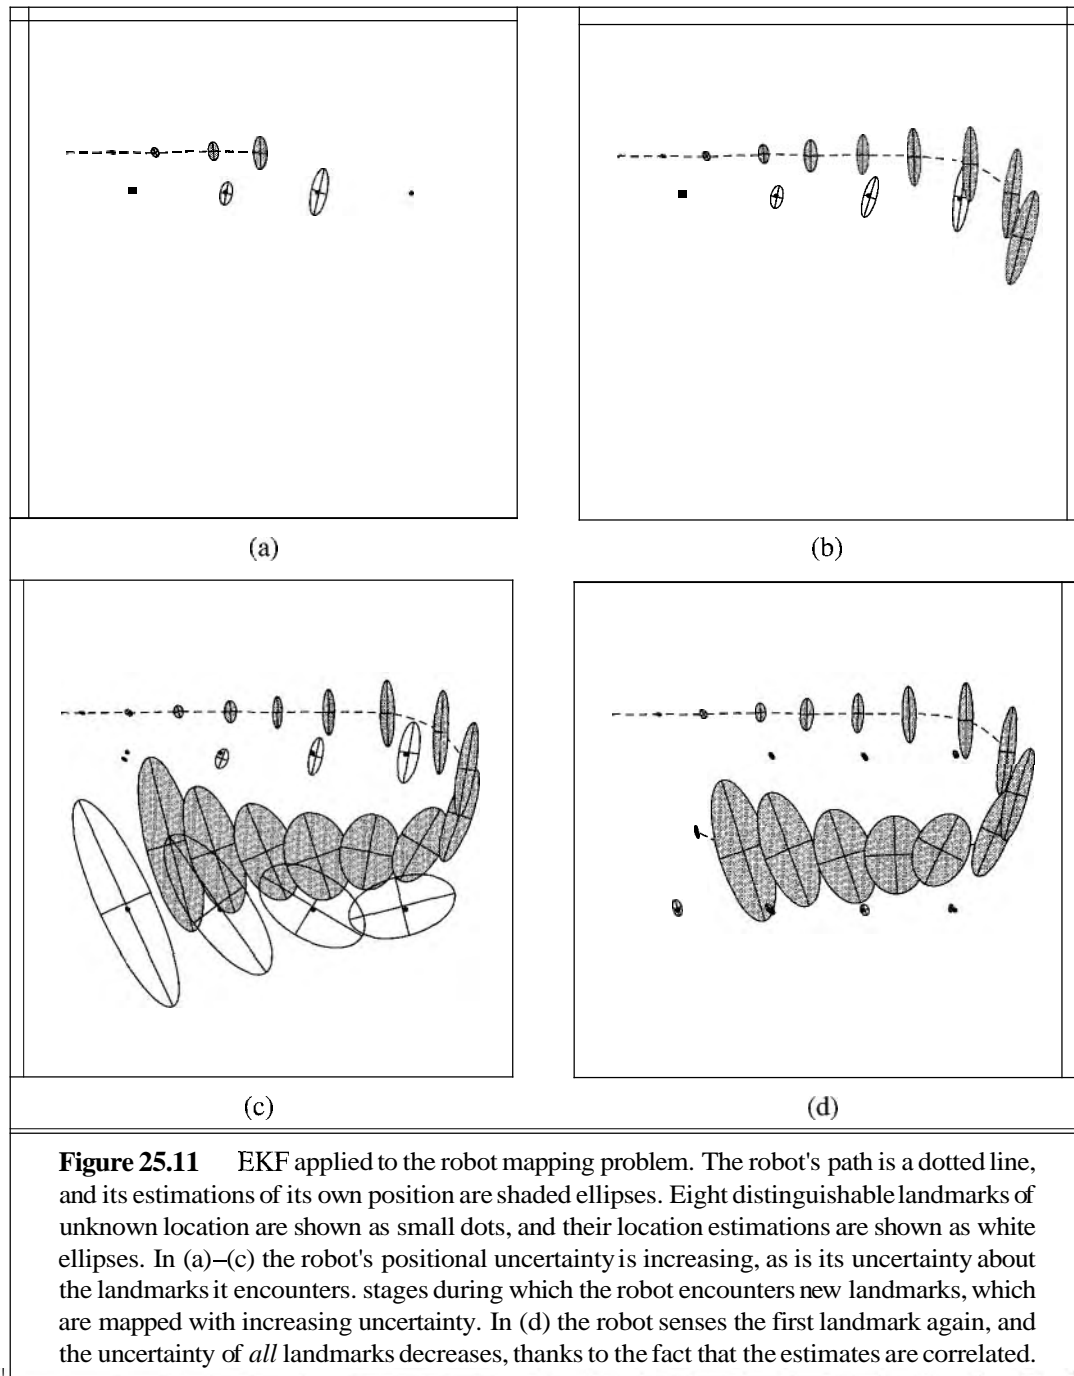 (a)
(b)
(c)
(d)
Figure 25.11 EKF applied to the robot mapping problem. The robot's path is a dotted line,
and its estimations of its own position are shaded ellipses. Eight distinguishable landmarks of
unknown location are shown as small dots, and their location estimations are shown as white
ellipses. In (a)–(c) the robot's positional uncertainty is increasing, as is its uncertainty about
the landmarks it encounters. stages during which the robot encounters new landmarks, which
are mapped with increasing uncertainty. In (d) the robot senses the first landmark again, and
the uncertainty of all landmarks decreases, thanks to the fact that the estimates are correlated.